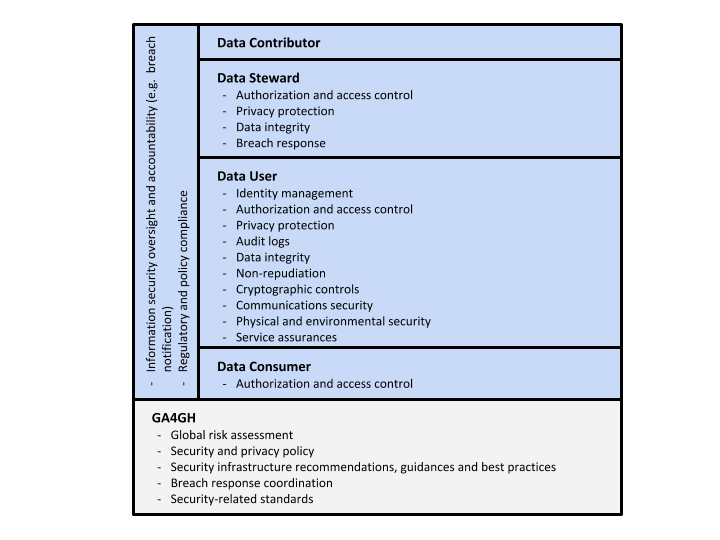 - Information security oversight and accountability (e.g. breach
notification)
- Regulatory and policy compliance
Data Contributor
Data Steward
- Authorization and access control
- Privacy protection
- Data integrity
- Breach response
Data User
- Identity management
- Authorization and access control
- Privacy protection
- Audit logs
- Data integrity
- Non-repudiation
- Cryptographic controls
- Communications security
- Physical and environmental security
- Service assurances
Data Consumer
- Authorization and access control
GA4GH
- Global risk assessment
- Security and privacy policy
- Security infrastructure recommendations, guidances and best practices
- Breach response coordination
- Security-related standards